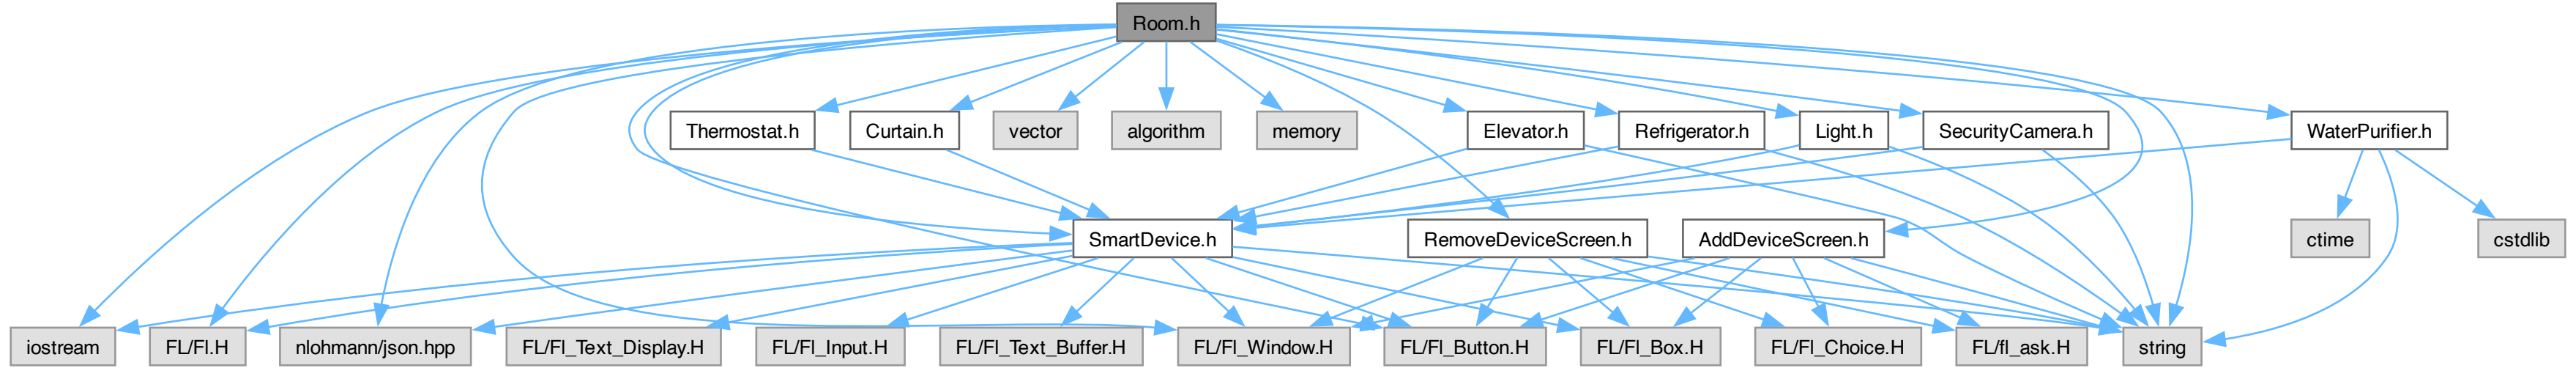 Room.h
Thermostat.h
Curtain.h
vector
algorithm
memory
Elevator.h
Refrigerator.h
Light.h
SecurityCamera.h
WaterPurifier.h
SmartDevice.h
RemoveDeviceScreen.h
AddDeviceScreen.h
ctime
cstdlib
iostream
FL/Fl.H
nlohmann/json.hpp
FL/Fl_Text_Display.H
FL/Fl_Input.H
FL/Fl_Text_Buffer.H
FL/Fl_Window.H
FL/Fl_Button.H
FL/Fl_Box.H
FL/Fl_Choice.H
FL/fl_ask.H
string